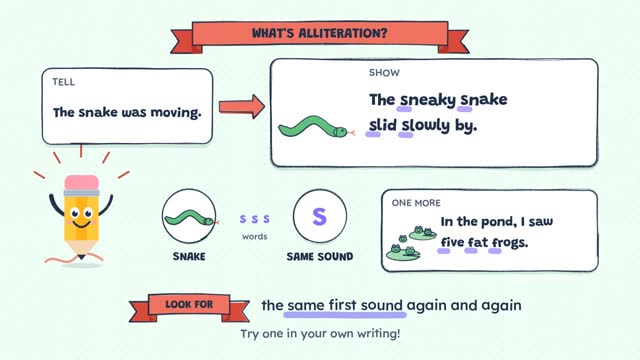 WHAT'S ALLITERATION?
TELL
The snake was moving.
SHOW
The sneaky snake
slid slowly by.
SNAKE
S S S
words
S
SAME SOUND
ONE MORE
In the pond, I saw
five fat frogs.
LOOK FOR
the same first sound again and again
Try one in your own writing!